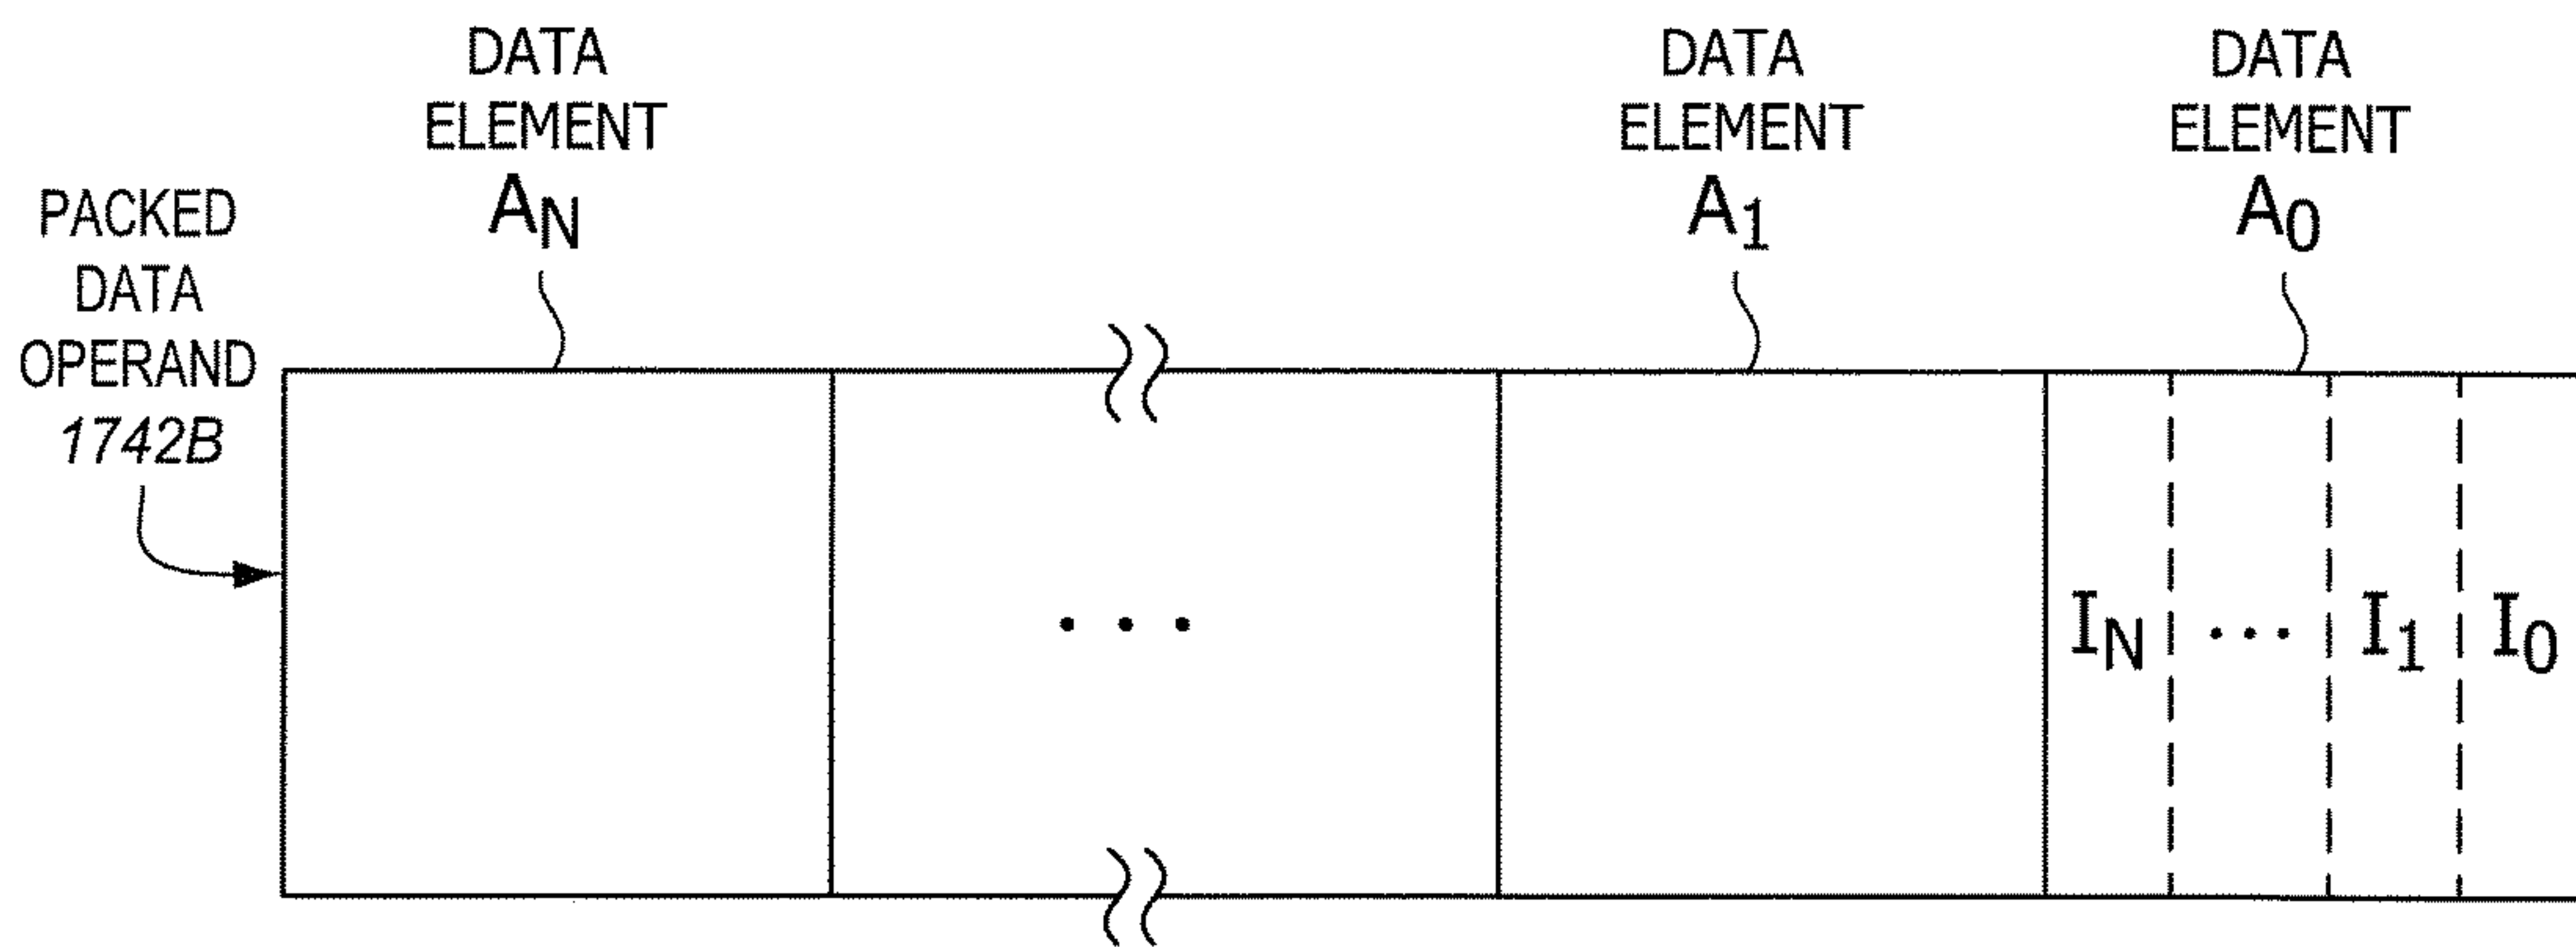 DATA
ELEMENT
A_N
DATA
ELEMENT
A_1
DATA
ELEMENT
A_0
PACKED
DATA
OPERAND
1742B
. . .
I_N ... I_1 I_0